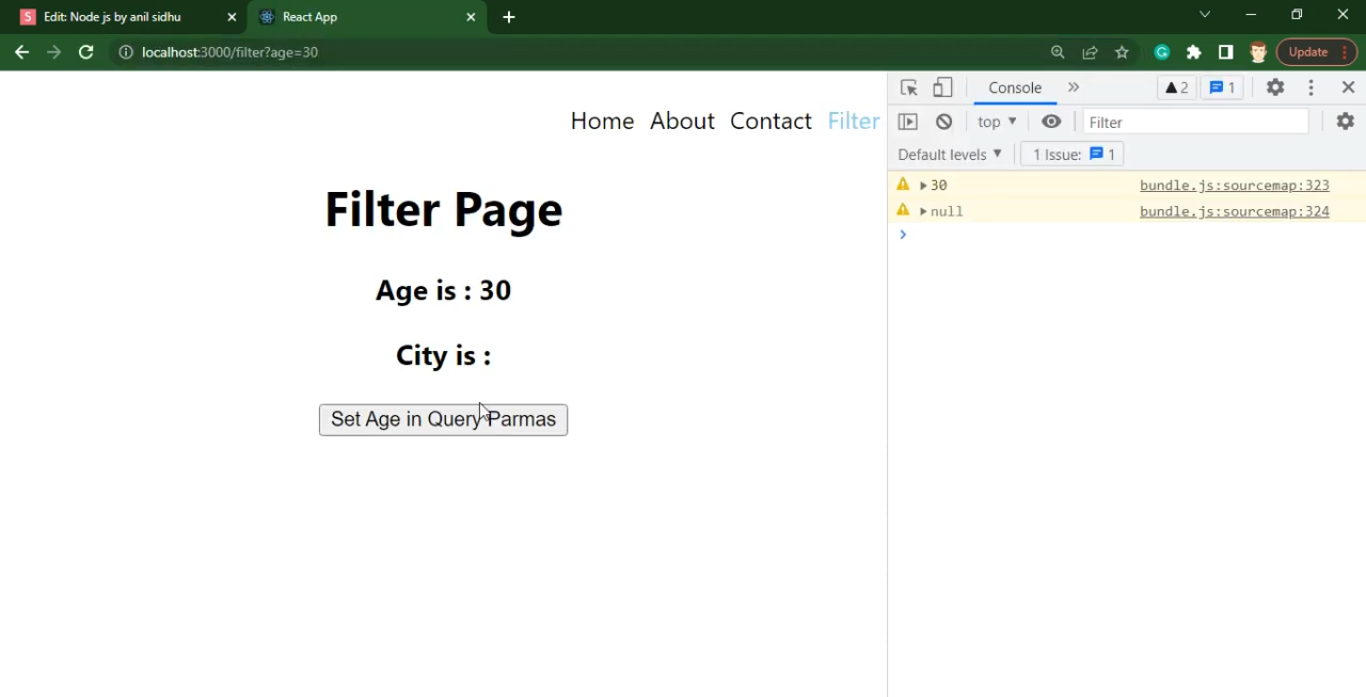 S Edit: Node js by anil sidhu
React App
localhost:3000/filter?age=30
Update
Home About Contact Filter
Filter Page
Age is : 30
City is :
Set Age in Query Parmas
Console
2
1
top
Filter
Default levels
1 Issue: 1
30 bundle.js:sourcemap:323
null bundle.js:sourcemap:324